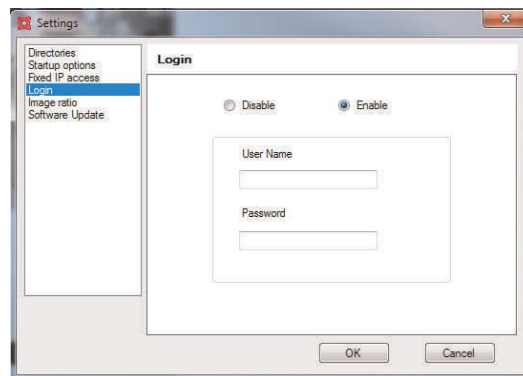 Settings
Directories
Startup options
Fixed IP access
Login
Image ratio
Software Update
Login
Disable
Enable
User Name
Password
OK
Cancel